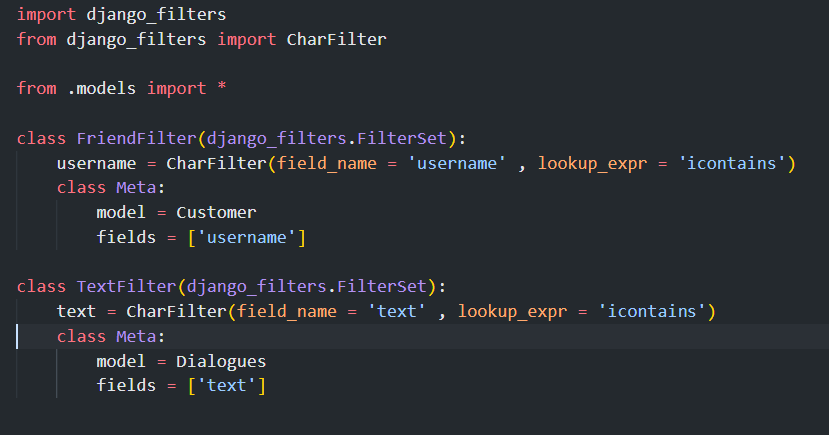 import django_filters
from django_filters import CharFilter
from .models import *
class FriendFilter(django_filters.FilterSet):
username = CharFilter(field_name = 'username' , lookup_expr = 'icontains')
class Meta:
model = Customer
fields = ['username']
class TextFilter(django_filters.FilterSet):
text = CharFilter(field_name = 'text' , lookup_expr = 'icontains')
class Meta:
model = Dialogues
fields = ['text']